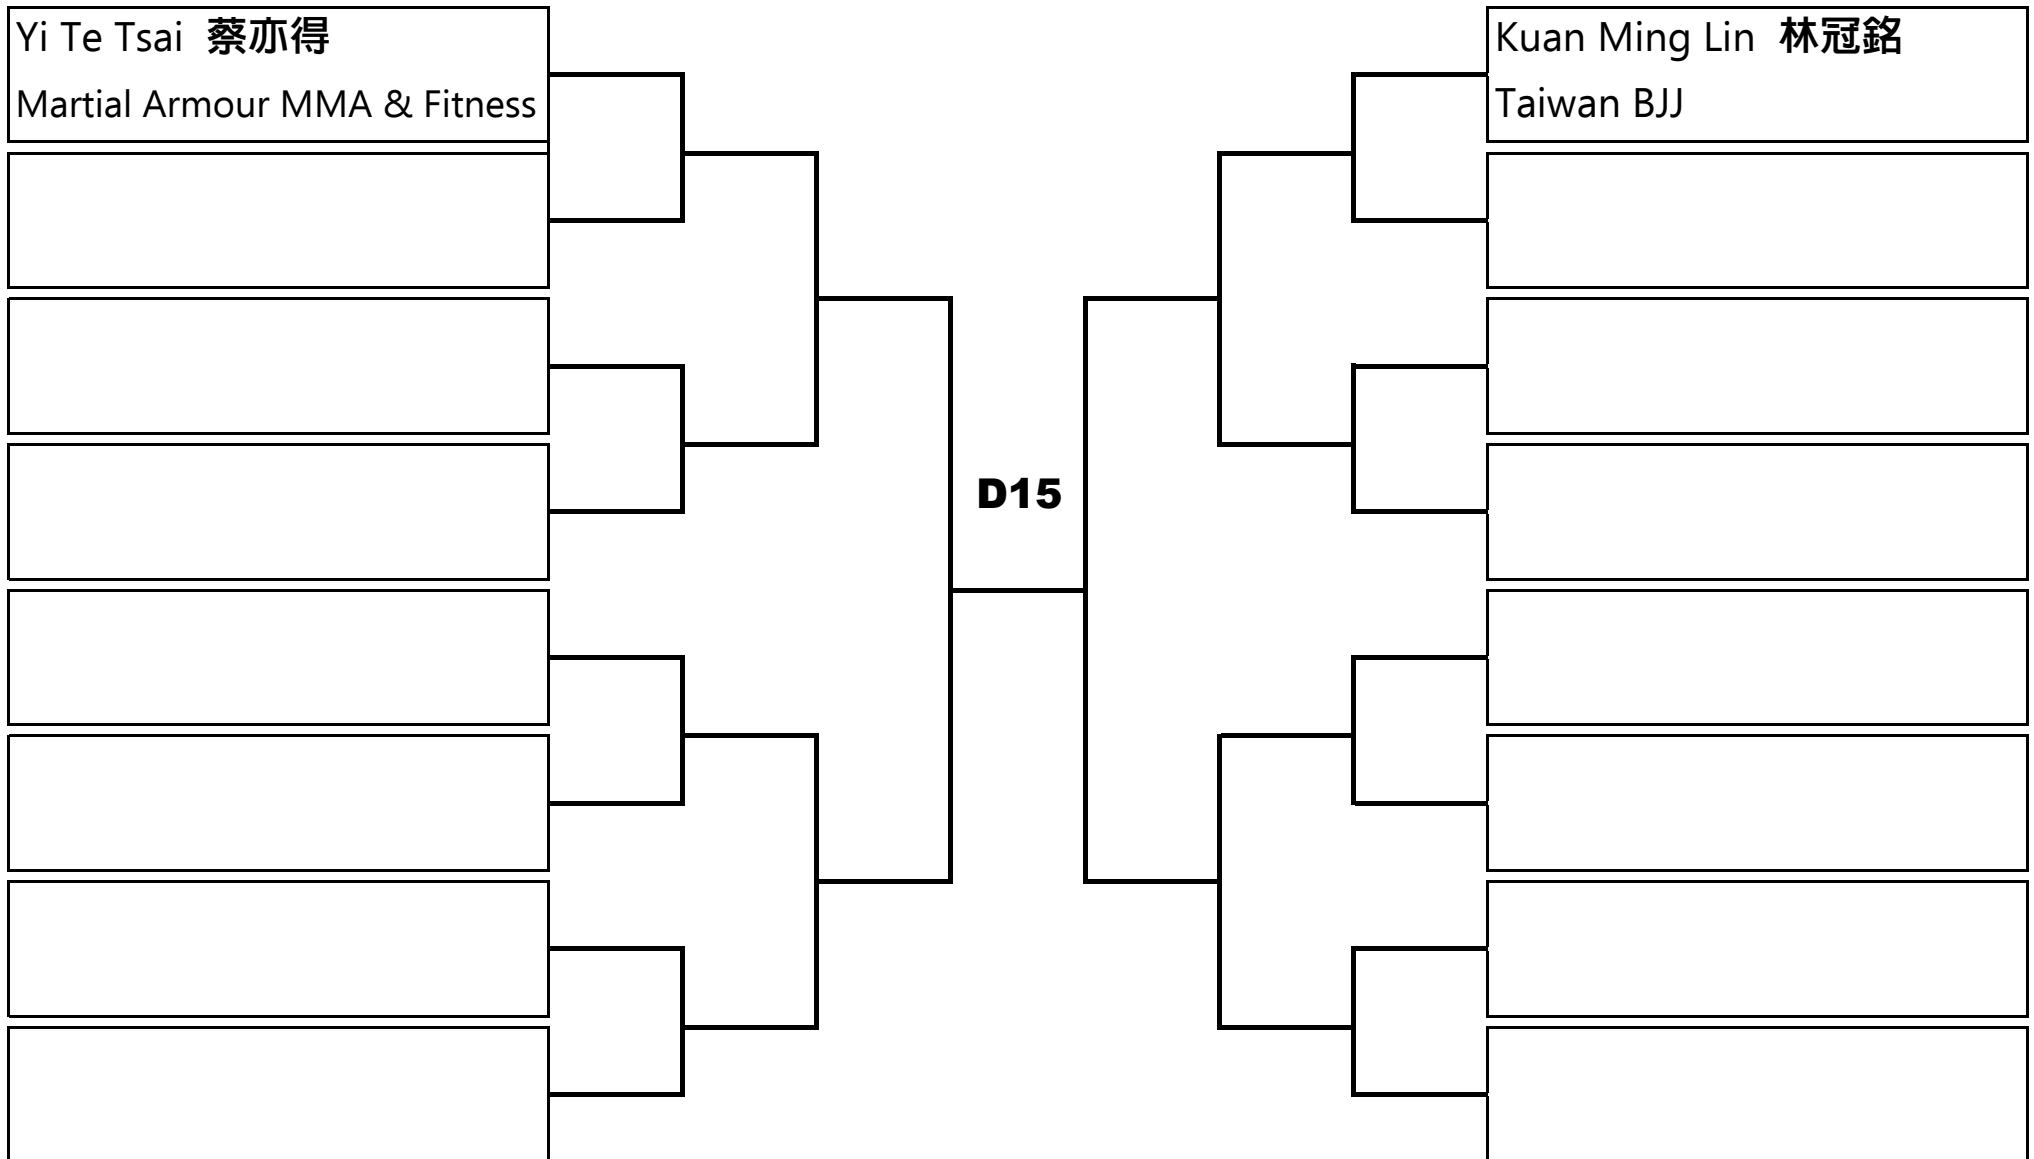 Yi Te Tsai 蔡亦得
Martial Armour MMA & Fitness
Kuan Ming Lin 林冠銘
Taiwan BJJ
D15